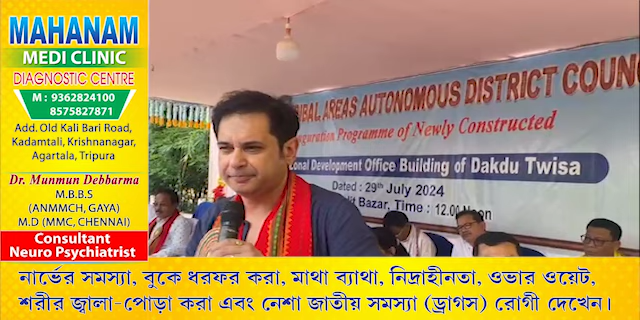 MAHANAM
MEDI CLINIC
DIAGNOSTIC CENTRE
M : 9362824100
8575827871
Add. Old Kali Bari Road,
Kadamtali, Krishnanagar,
Agartala, Tripura
Dr. Munmun Debbarma
M.B.B.S
(ANMMCH, GAYA)
M.D (MMC, CHENNAI)
Consultant
Neuro Psychiatrist
IBAL AREAS AUTONOMOUS DISTRICT COUN
uguration Programme of Newly Constructed
onal Development Office Building of Dakdu Twisa
Dated : 29th July 2024
Bazar, Time : 12.00 Noon
নার্ভের সমস্যা, বুকে ধরফর করা, মাথা ব্যাথা, নিদ্রাহীনতা, ওভার ওয়েট,
শরীর জ্বালা-পোড়া করা এবং নেশা জাতীয় সমস্যা (ড্রাগস) রোগী দেখেন।